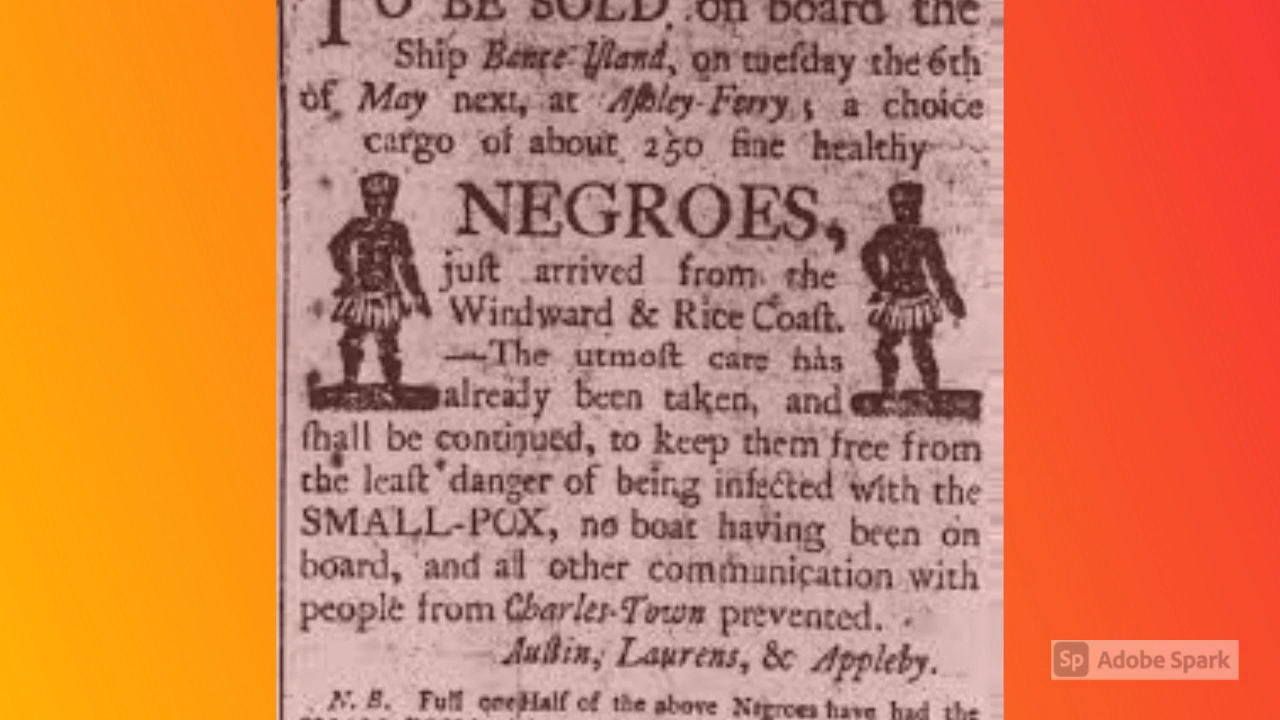 TO BE SOLD, on board the
Ship Bance-Iſland, on tueſday the 6th
of May next, at Aſhley-Ferry; a choice
cargo of about 250 fine healthy
NEGROES,
juſt arrived from the
Windward & Rice Coaſt.
—The utmoſt care has
already been taken, and
ſhall be continued, to keep them free from
the leaſt danger of being infected with the
SMALL-POX, no boat having been on
board, and all other communication with
people from Charles-Town prevented.
Auſtin, Laurens, & Appleby.
N. B. Full one Half of the above Negroes have had the
Sp Adobe Spark